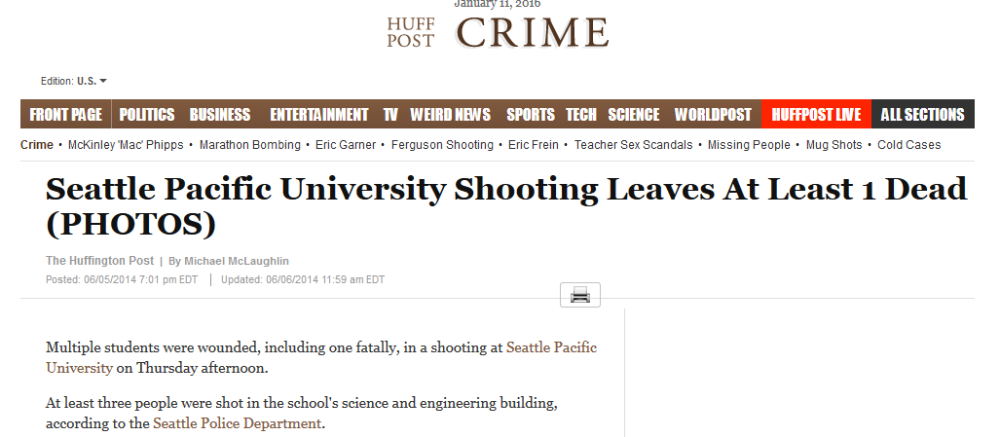 January 11, 2016
HUFF
POST
CRIME
Edition: U.S.
FRONT PAGE POLITICS BUSINESS ENTERTAINMENT TV WEIRD NEWS SPORTS TECH SCIENCE WORLDPOST HUFFPOST LIVE ALL SECTIONS
Crime • McKinley 'Mac' Phipps • Marathon Bombing • Eric Garner • Ferguson Shooting • Eric Frein • Teacher Sex Scandals • Missing People • Mug Shots • Cold Cases
Seattle Pacific University Shooting Leaves At Least 1 Dead
(PHOTOS)
The Huffington Post | By Michael McLaughlin
Posted: 06/05/2014 7:01 pm EDT | Updated: 06/06/2014 11:59 am EDT
Multiple students were wounded, including one fatally, in a shooting at Seattle Pacific
University on Thursday afternoon.
At least three people were shot in the school's science and engineering building,
according to the Seattle Police Department.